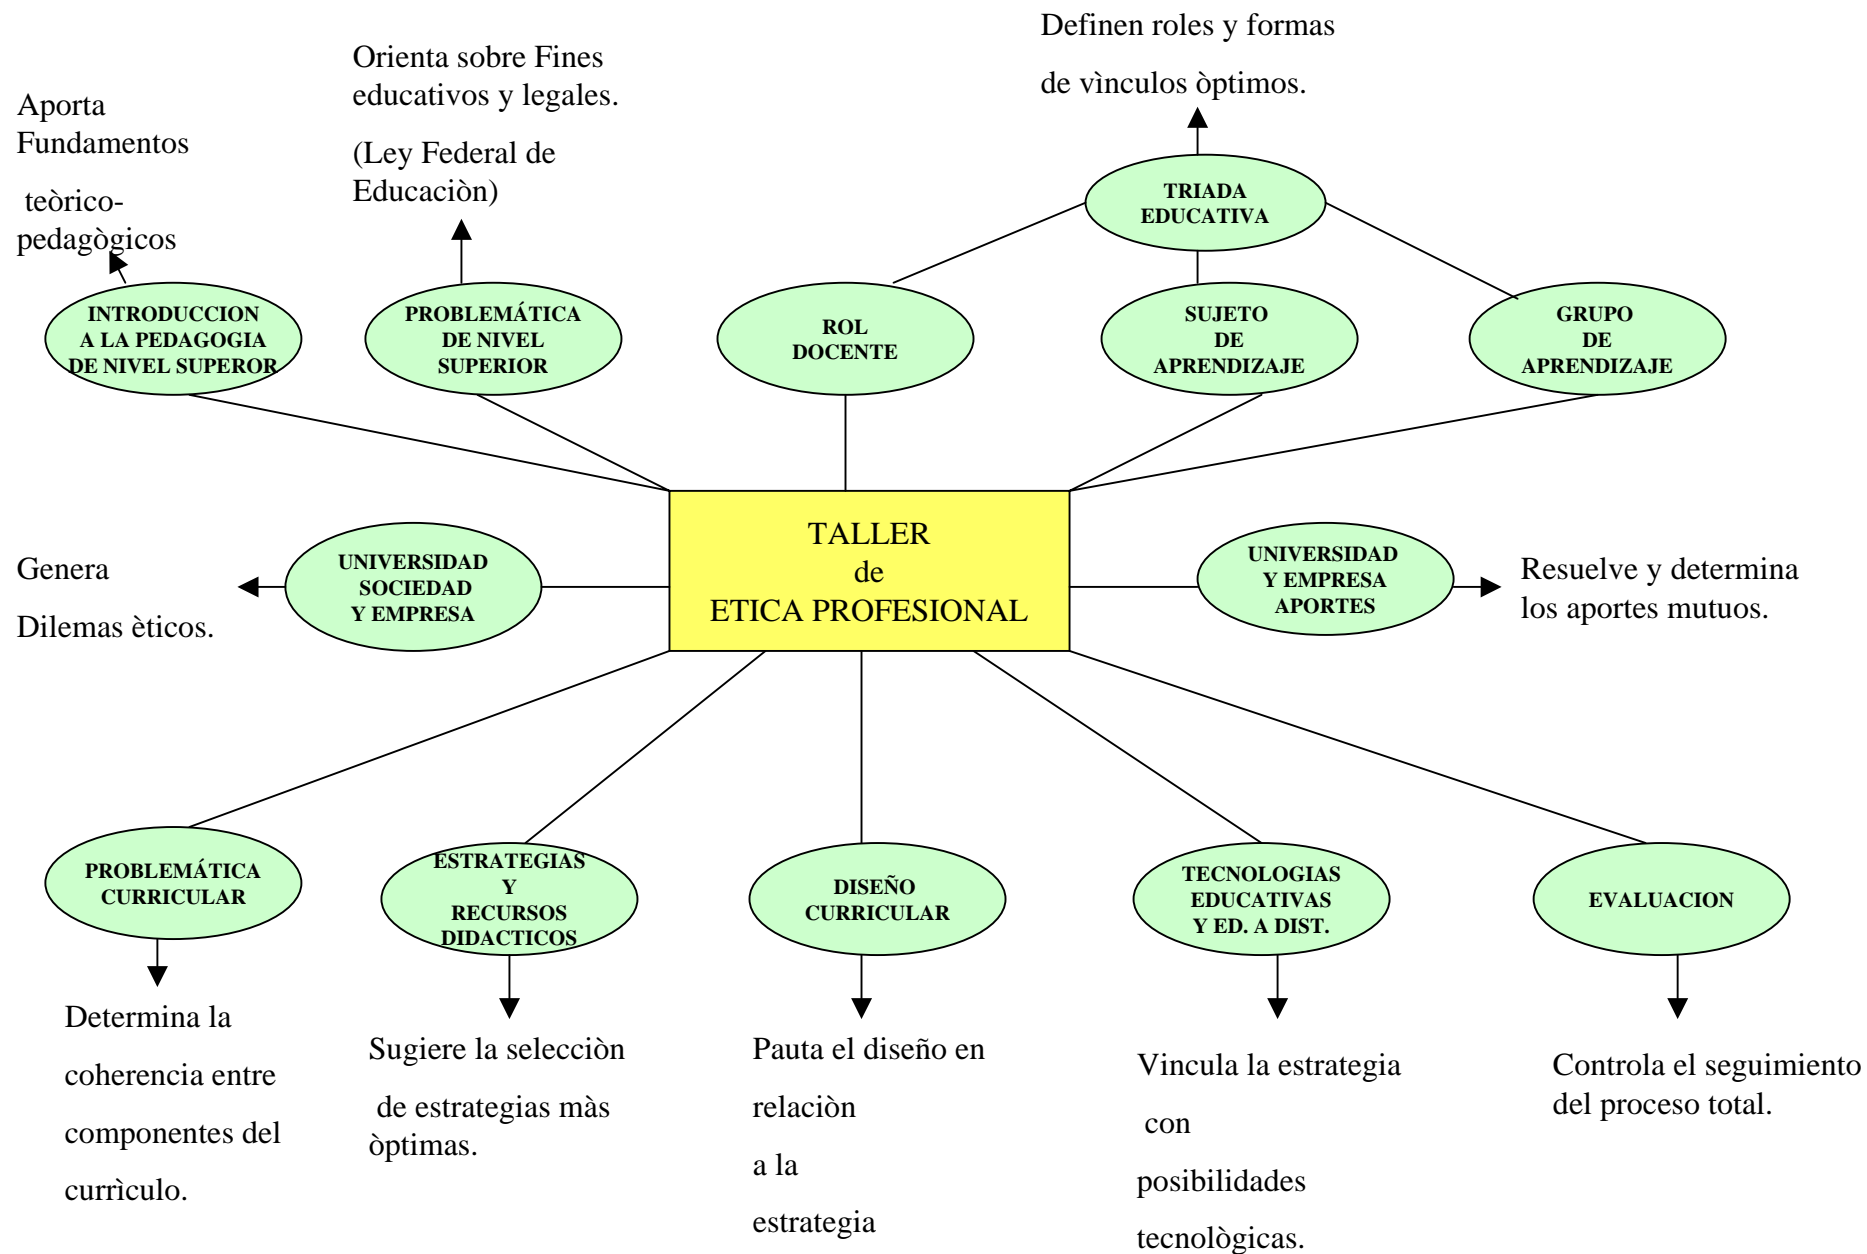 Definen roles y formas
de vìnculos òptimos.
Orienta sobre Fines
educativos y legales.
(Ley Federal de
Educaciòn)
Aporta
Fundamentos
teòrico-
pedagògicos
TRIADA
EDUCATIVA
INTRODUCCION
A LA PEDAGOGIA
DE NIVEL SUPEROR
PROBLEMÁTICA
DE NIVEL
SUPERIOR
ROL
DOCENTE
SUJETO
DE
APRENDIZAJE
GRUPO
DE
APRENDIZAJE
Genera
Dilemas èticos.
UNIVERSIDAD
SOCIEDAD
Y EMPRESA
TALLER
de
ETICA PROFESIONAL
UNIVERSIDAD
Y EMPRESA
APORTES
Resuelve y determina
los aportes mutuos.
PROBLEMÁTICA
CURRICULAR
ESTRATEGIAS
Y
RECURSOS
DIDACTICOS
DISEÑO
CURRICULAR
TECNOLOGIAS
EDUCATIVAS
Y ED. A DIST.
EVALUACION
Determina la
coherencia entre
componentes del
currìculo.
Sugiere la selecciòn
de estrategias màs
òptimas.
Pauta el diseño en
relaciòn
a la
estrategia
Vincula la estrategia
con
posibilidades
tecnològicas.
Controla el seguimiento
del proceso total.